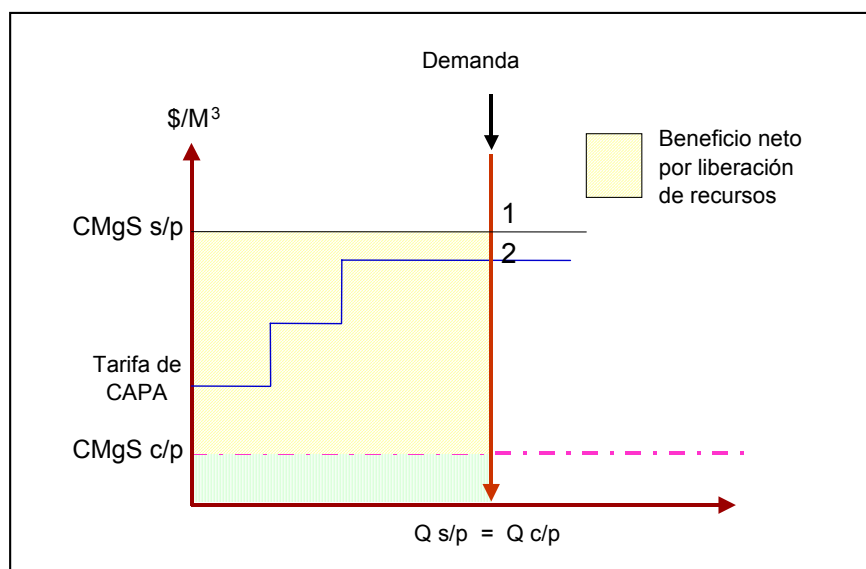 Demanda
$/M³
Beneficio neto
por liberación
de recursos
CMgS s/p
1
2
Tarifa de
CAPA
CMgS c/p
Q s/p = Q c/p